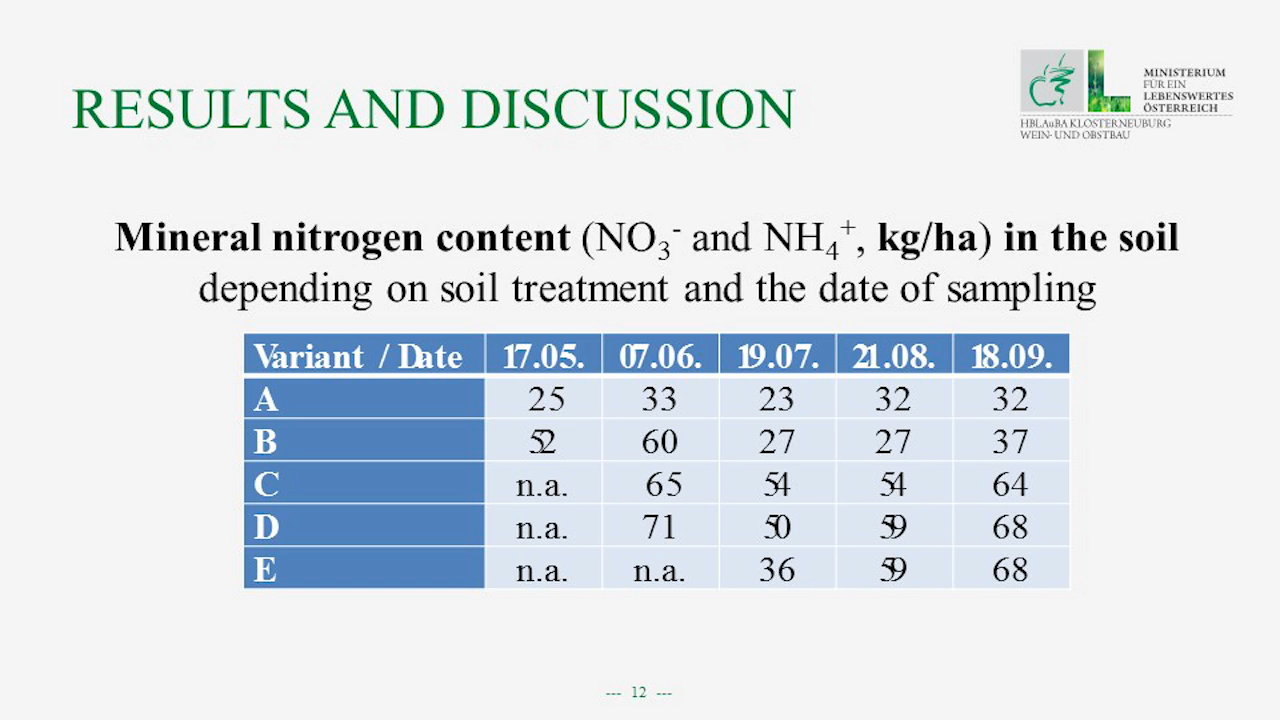 RESULTS AND DISCUSSION
MINISTERIUM
FÜR EIN
LEBENSWERTES
ÖSTERREICH
HBLAuBA KLOSTERNEUBURG
WEIN- UND OBSTBAU
Mineral nitrogen content (NO₃⁻ and NH₄⁺, kg/ha) in the soil
depending on soil treatment and the date of sampling
Variant / Date 17.05. 07.06. 19.07. 21.08. 18.09.
A 25 33 23 32 32
B 52 60 27 27 37
C n.a. 65 54 54 64
D n.a. 71 50 59 68
E n.a. n.a. 36 59 68
--- 12 ---